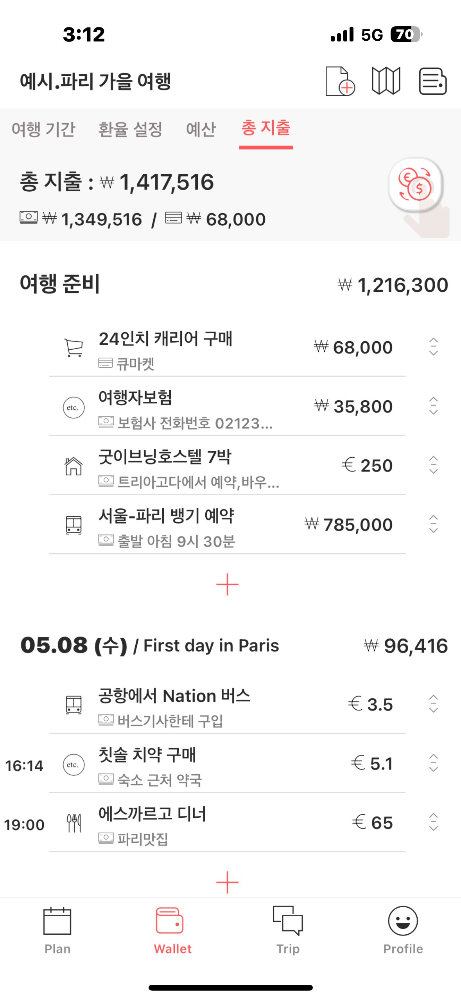 3:12 5G 70
예시.파리 가을 여행
여행 기간 환율 설정 예산 총 지출
총 지출 : ₩ 1,417,516
₩ 1,349,516 / ₩ 68,000
€ $
여행 준비 ₩ 1,216,300
24인치 캐리어 구매 ₩ 68,000
큐마켓
etc. 여행자보험 ₩ 35,800
보험사 전화번호 02123...
굿이브닝호스텔 7박 € 250
트리아고다에서 예약,바우...
서울-파리 뱅기 예약 ₩ 785,000
출발 아침 9시 30분
05.08 (수) / First day in Paris ₩ 96,416
공항에서 Nation 버스 € 3.5
버스기사한테 구입
16:14 etc. 칫솔 치약 구매 € 5.1
숙소 근처 약국
19:00 에스까르고 디너 € 65
파리맛집
Plan Wallet Trip Profile